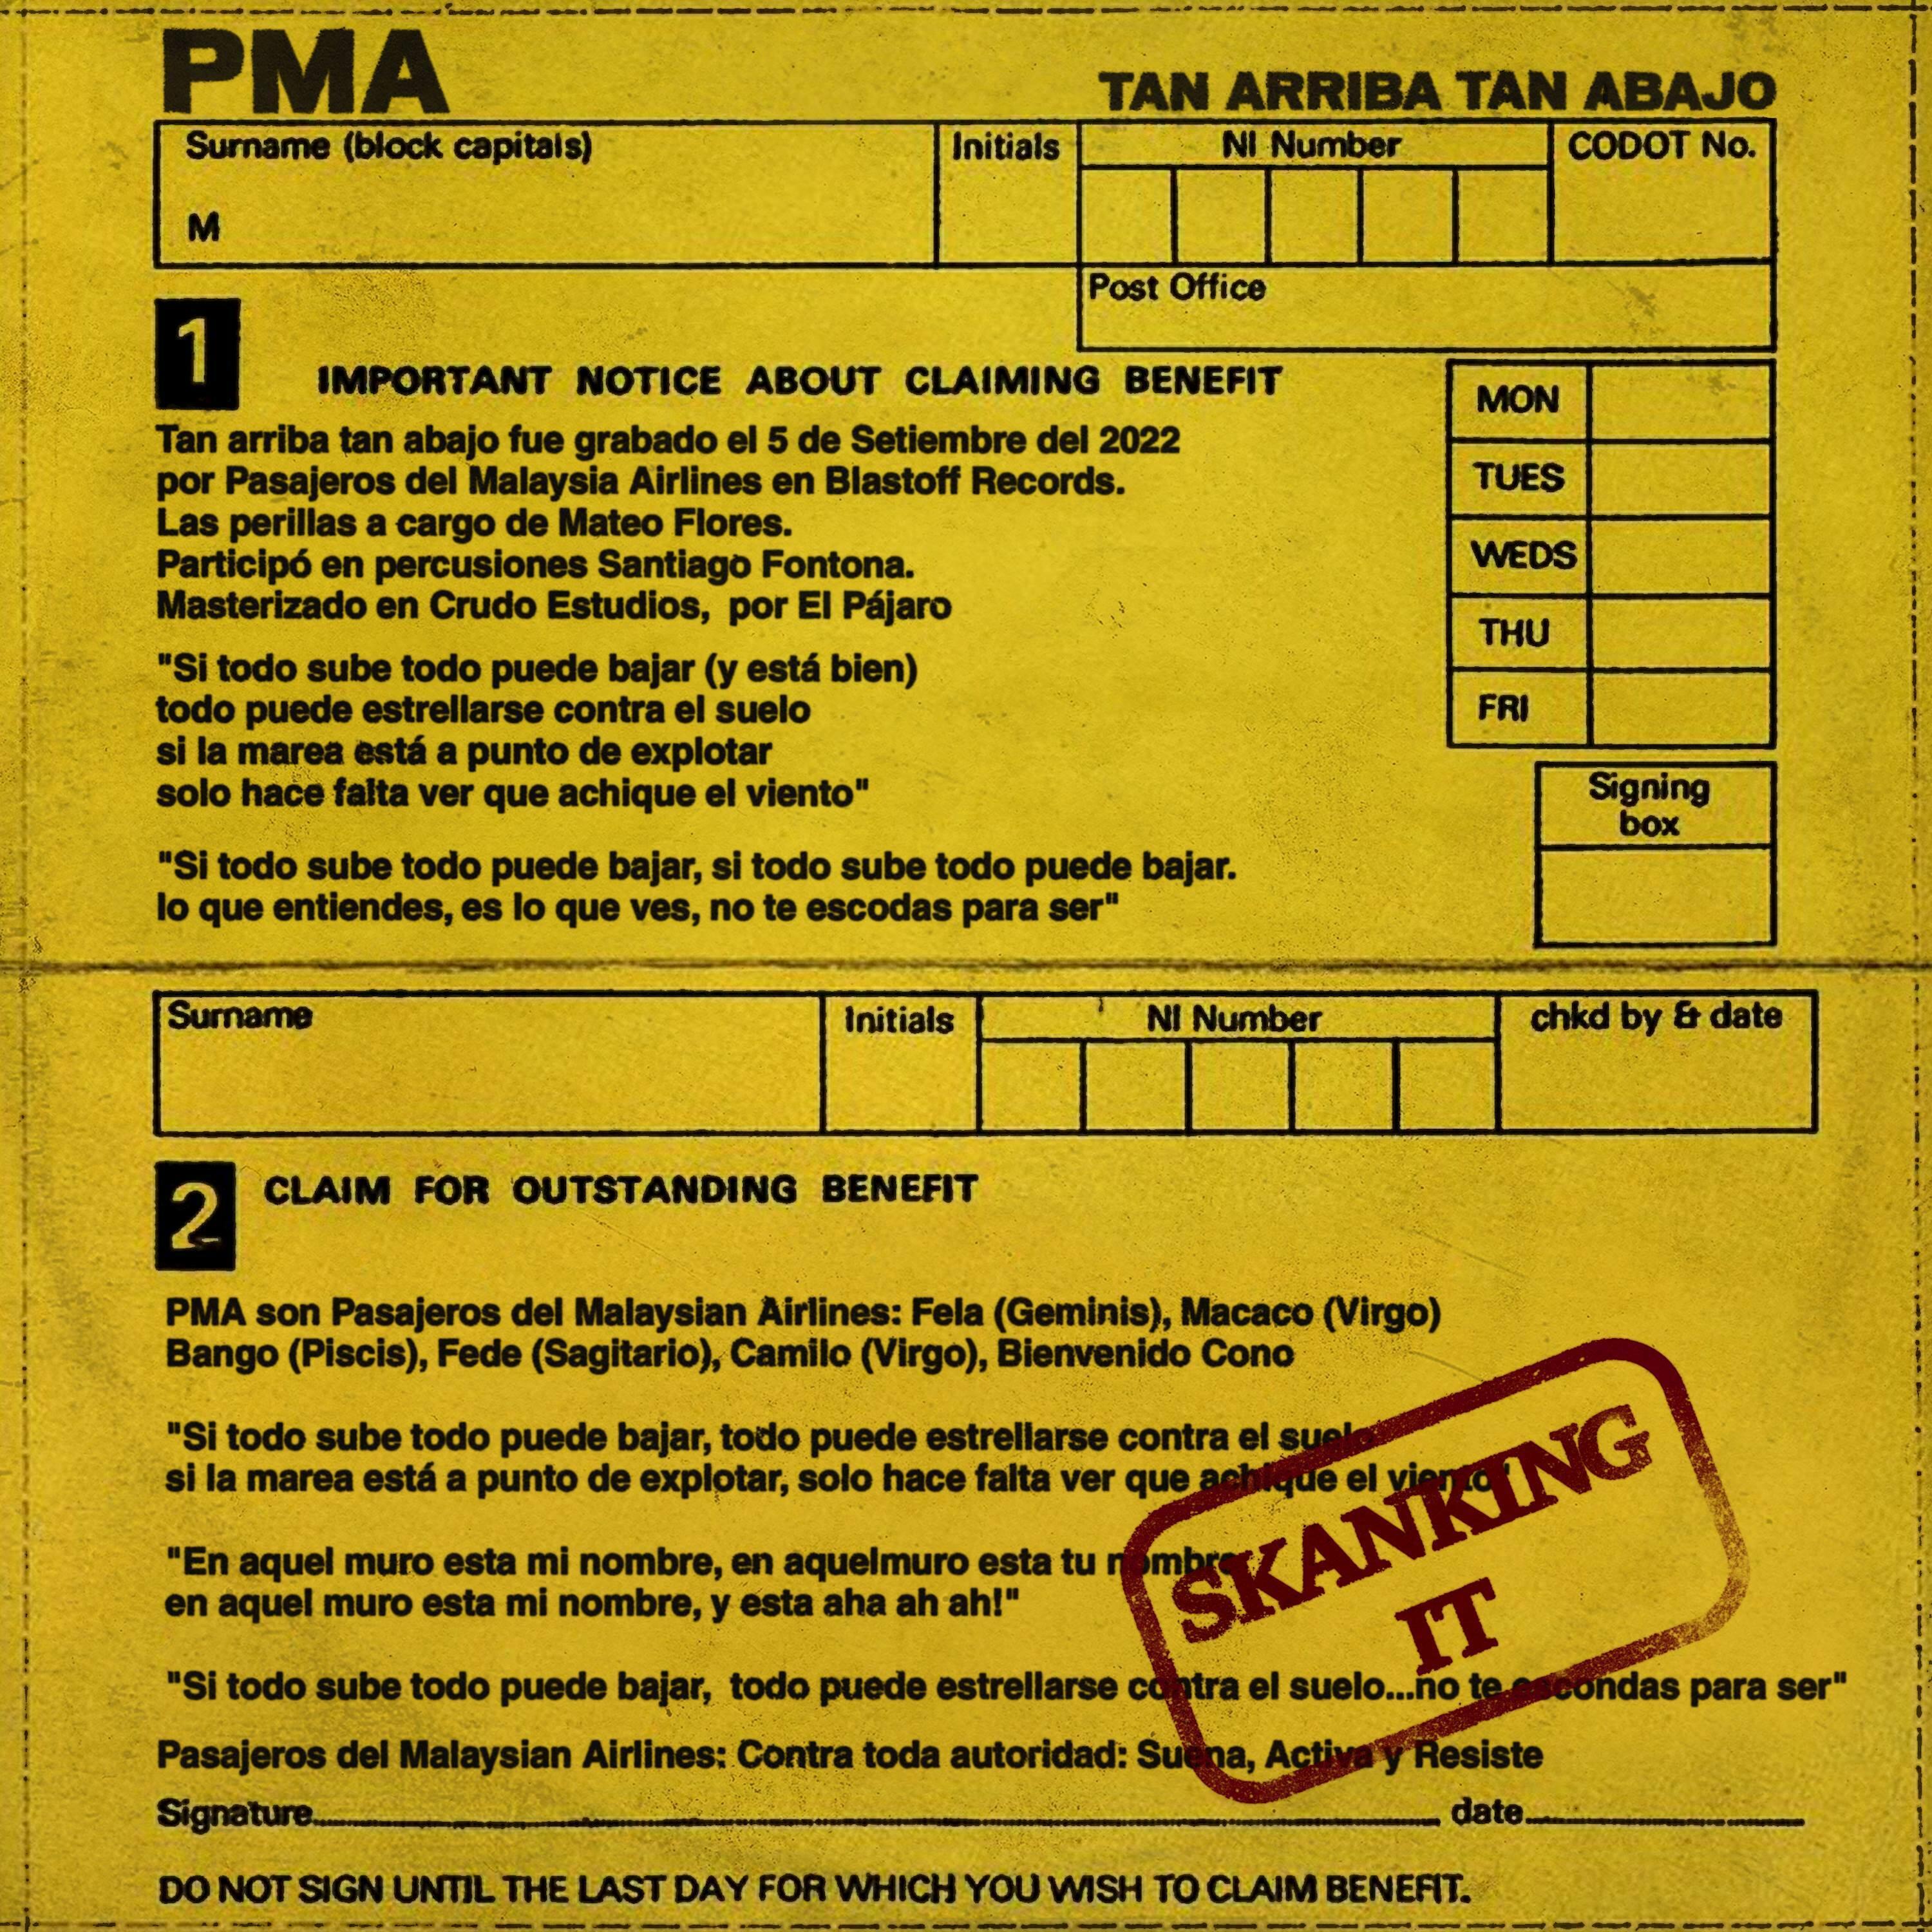 PMA
TAN ARRIBA TAN ABAJO
Surname (block capitals)
M
Initials
NI Number
CODOT No.
Post Office
1
IMPORTANT NOTICE ABOUT CLAIMING BENEFIT
Tan arriba tan abajo fue grabado el 5 de Setiembre del 2022
por Pasajeros del Malaysia Airlines en Blastoff Records.
Las perillas a cargo de Mateo Flores.
Participó en percusiones Santiago Fontona.
Masterizado en Crudo Estudios, por El Pájaro
"Si todo sube todo puede bajar (y está bien)
todo puede estrellarse contra el suelo
si la marea está a punto de explotar
solo hace falta ver que achique el viento"
"Si todo sube todo puede bajar, si todo sube todo puede bajar.
lo que entiendes, es lo que ves, no te escodas para ser"
MON
TUES
WEDS
THU
FRI
Signing
box
Surname
Initials
NI Number
chkd by & date
2
CLAIM FOR OUTSTANDING BENEFIT
PMA son Pasajeros del Malaysian Airlines: Fela (Geminis), Macaco (Virgo)
Bango (Piscis), Fede (Sagitario), Camilo (Virgo), Bienvenido Cono
"Si todo sube todo puede bajar, todo puede estrellarse contra el suelo
si la marea está a punto de explotar, solo hace falta ver que achique el viento"
"En aquel muro esta mi nombre, en aquelmuro esta tu nombre
en aquel muro esta mi nombre, y esta aha ah ah!"
SKANKING
IT
"Si todo sube todo puede bajar, todo puede estrellarse contra el suelo...no te escondas para ser"
Pasajeros del Malaysian Airlines: Contra toda autoridad: Suena, Activa y Resiste
Signature
date
DO NOT SIGN UNTIL THE LAST DAY FOR WHICH YOU WISH TO CLAIM BENEFIT.